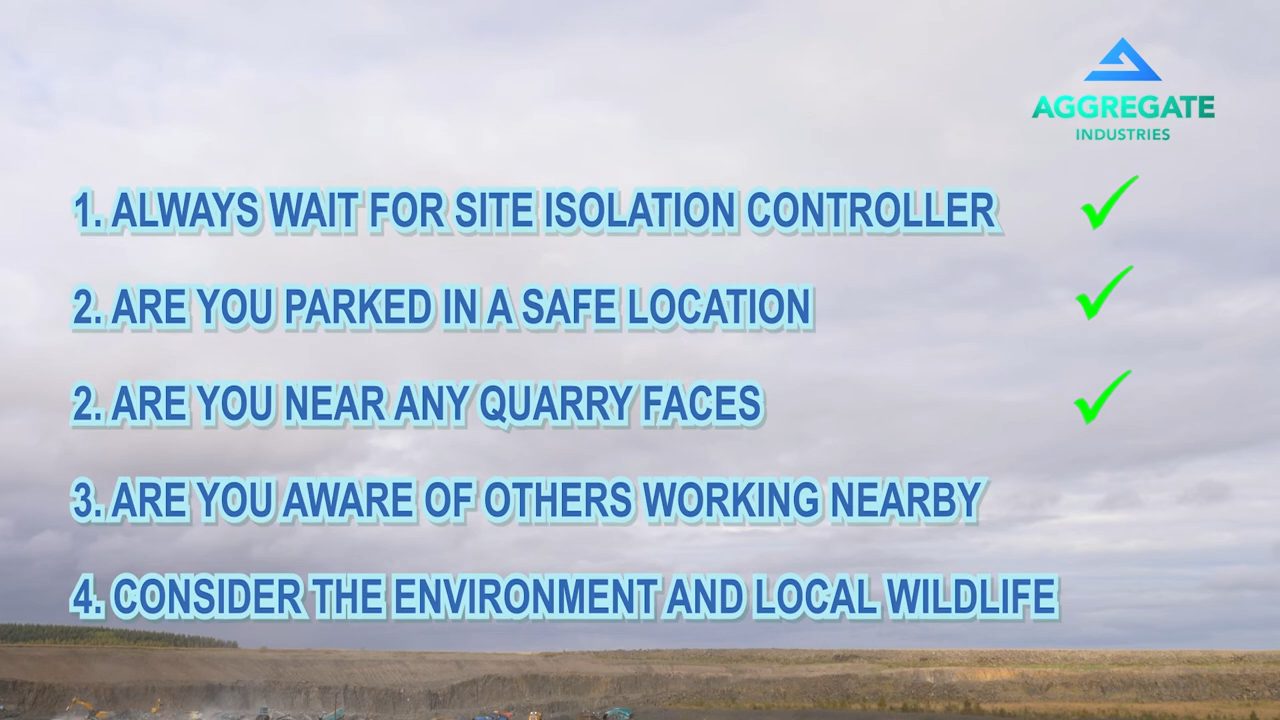 AGGREGATE
INDUSTRIES
1. ALWAYS WAIT FOR SITE ISOLATION CONTROLLER
2. ARE YOU PARKED IN A SAFE LOCATION
2. ARE YOU NEAR ANY QUARRY FACES
3. ARE YOU AWARE OF OTHERS WORKING NEARBY
4. CONSIDER THE ENVIRONMENT AND LOCAL WILDLIFE